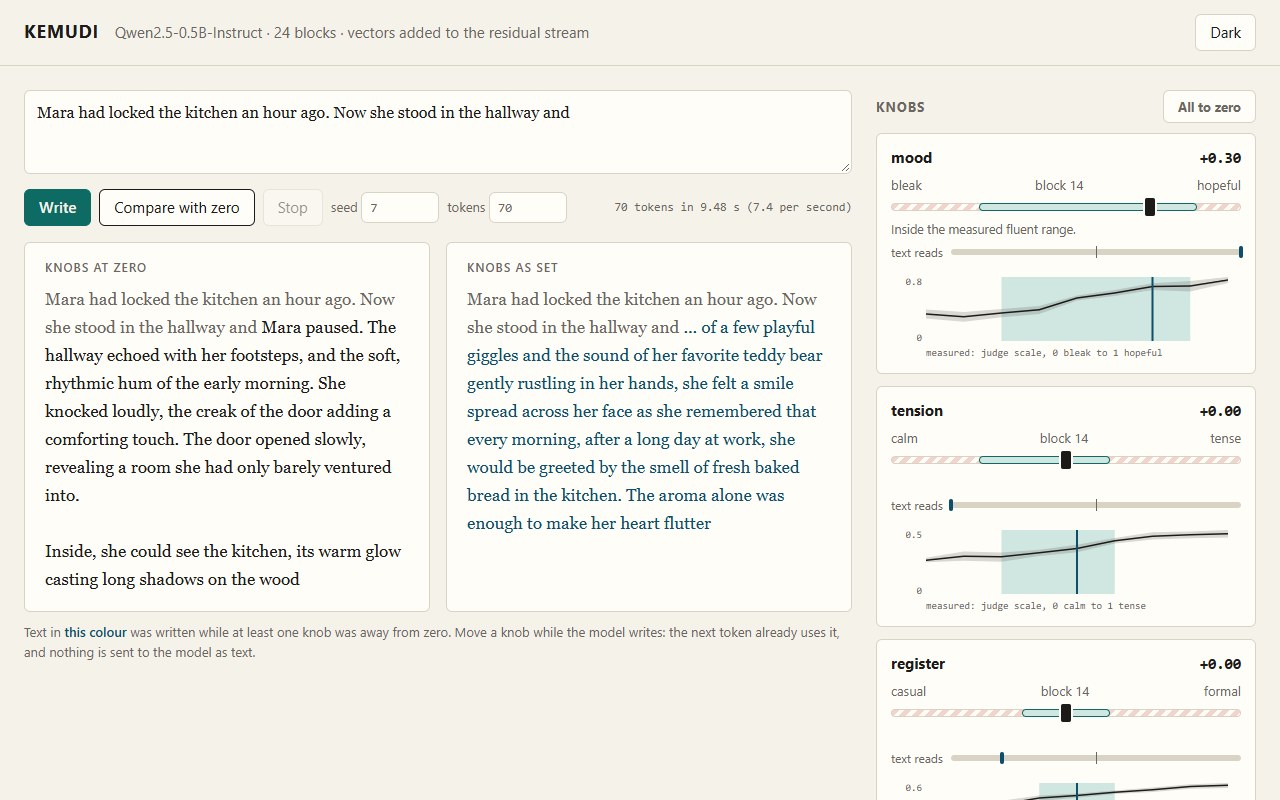 KEMUDI
Qwen2.5-0.5B-Instruct · 24 blocks · vectors added to the residual stream
Dark
Mara had locked the kitchen an hour ago. Now she stood in the hallway and
Write
Compare with zero
Stop
seed
7
tokens
70
70 tokens in 9.48 s (7.4 per second)
KNOBS AT ZERO
Mara had locked the kitchen an hour ago. Now
she stood in the hallway and Mara paused. The
hallway echoed with her footsteps, and the soft,
rhythmic hum of the early morning. She
knocked loudly, the creak of the door adding a
comforting touch. The door opened slowly,
revealing a room she had only barely ventured
into.
Inside, she could see the kitchen, its warm glow
casting long shadows on the wood
KNOBS AS SET
Mara had locked the kitchen an hour ago. Now
she stood in the hallway and ... of a few playful
giggles and the sound of her favorite teddy bear
gently rustling in her hands, she felt a smile
spread across her face as she remembered that
every morning, after a long day at work, she
would be greeted by the smell of fresh baked
bread in the kitchen. The aroma alone was
enough to make her heart flutter
Text in this colour was written while at least one knob was away from zero. Move a knob while the model writes: the next token already uses it,
and nothing is sent to the model as text.
KNOBS
All to zero
mood
+0.30
bleak
block 14
hopeful
Inside the measured fluent range.
text reads
0.8
0
measured: judge scale, 0 bleak to 1 hopeful
tension
+0.00
calm
block 14
tense
text reads
0.5
0
measured: judge scale, 0 calm to 1 tense
register
+0.00
casual
block 14
formal
text reads
0.6